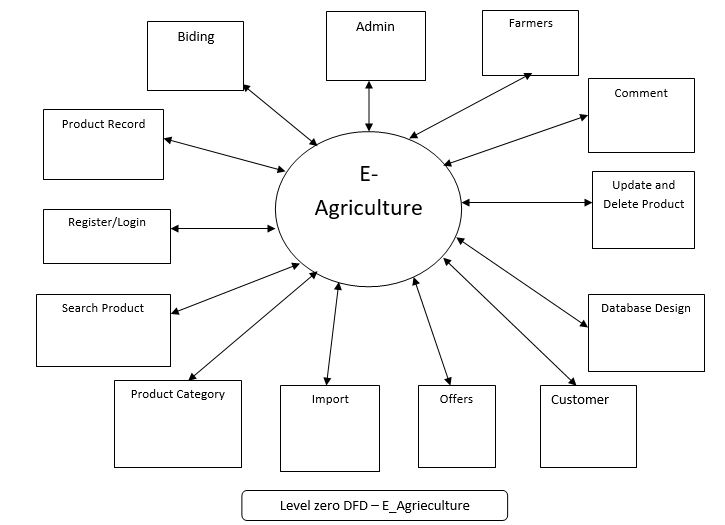 Biding
Admin
Farmers
Comment
Product Record
E-
Agriculture
Update and
Delete Product
Register/Login
Search Product
Database Design
Product Category
Import
Offers
Customer
Level zero DFD – E_Agrieculture